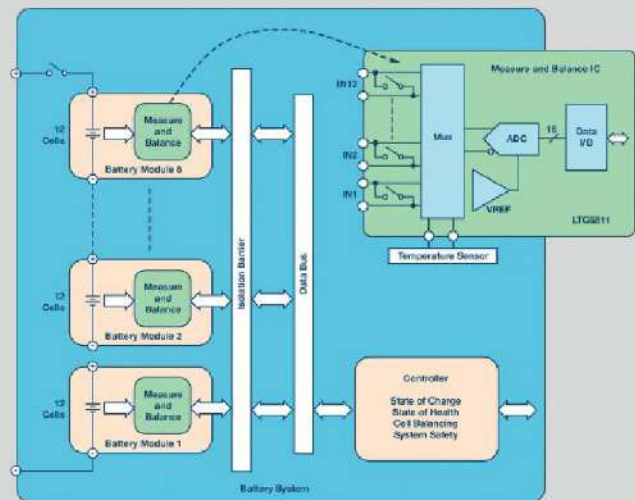 Measure and Balance IC
IN12
IN2
IN1
Mux
ADC
16
Data
I/O
VREF
LTC6811
Temperature Sensor
12
Cells
Measure
and
Balance
Battery Module 8
12
Cells
Measure
and
Balance
Battery Module 2
12
Cells
Measure
and
Balance
Battery Module 1
Isolation Barrier
Data Bus
Controller
State of Charge
State of Health
Cell Balancing
System Safety
Battery System